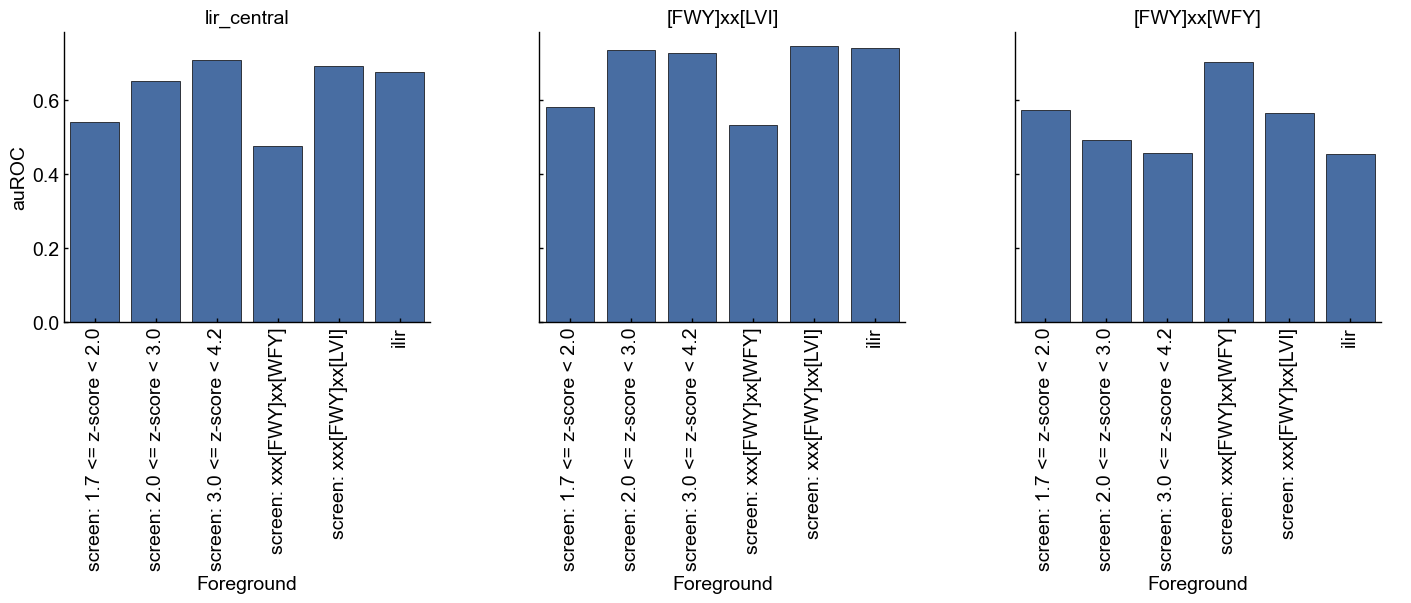 lir_central
[FWY]xx[LVI]
[FWY]xx[WFY]
auROC
0.6
0.4
0.2
0.0
screen: 1.7 <= z-score < 2.0
screen: 2.0 <= z-score < 3.0
screen: 3.0 <= z-score < 4.2
screen: xxx[FWY]xx[WFY]
screen: xxx[FWY]xx[LVI]
ilir
Foreground
screen: 1.7 <= z-score < 2.0
screen: 2.0 <= z-score < 3.0
screen: 3.0 <= z-score < 4.2
screen: xxx[FWY]xx[WFY]
screen: xxx[FWY]xx[LVI]
ilir
Foreground
screen: 1.7 <= z-score < 2.0
screen: 2.0 <= z-score < 3.0
screen: 3.0 <= z-score < 4.2
screen: xxx[FWY]xx[WFY]
screen: xxx[FWY]xx[LVI]
ilir
Foreground